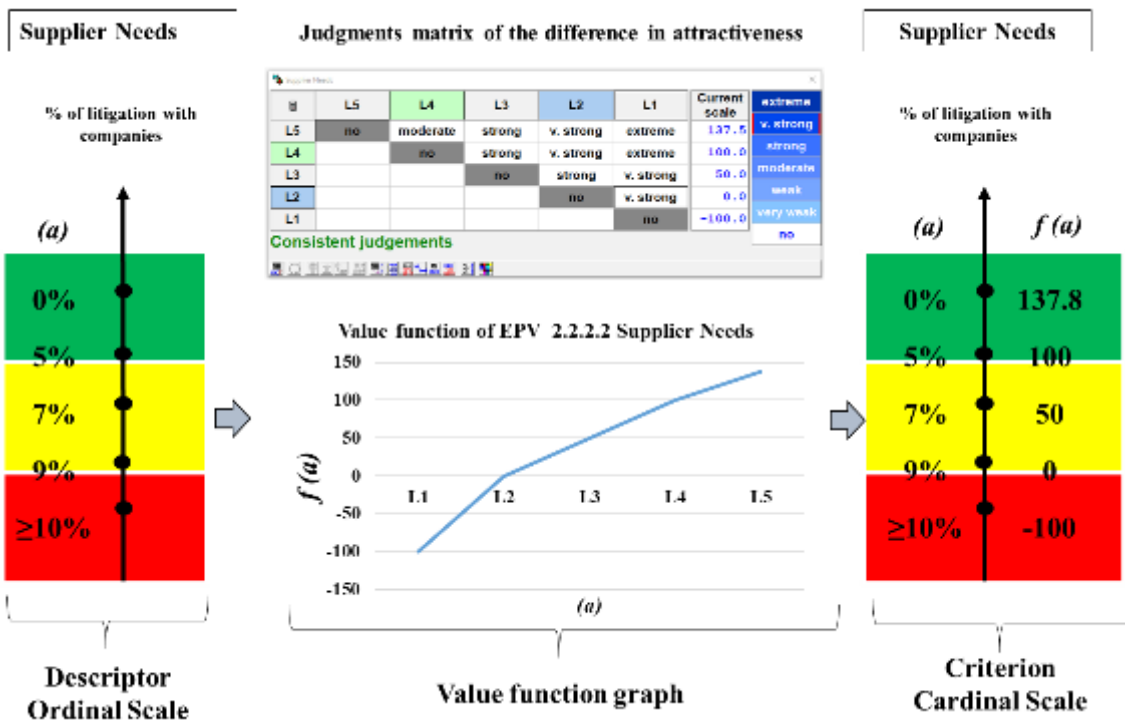 Supplier Needs
% of litigation with
companies
(a)
0%
5%
7%
9%
≥10%
Descriptor
Ordinal Scale
Judgments matrix of the difference in attractiveness
Supplier Needs
L5 L4 L3 L2 L1 Current scale
L5 no moderate strong v. strong extreme 137.5
L4 no strong v. strong extreme 100.0
L3 no strong v. strong 50.0
L2 no v. strong 0.0
L1 no -100.0
extreme
v. strong
strong
moderate
weak
very weak
no
Consistent judgements
Value function of EPV 2.2.2.2 Supplier Needs
f (a)
150
100
50
0
-50
-100
-150
L1 L2 L3 L4 L5
(a)
Value function graph
Supplier Needs
% of litigation with
companies
(a) f (a)
0% 137.8
5% 100
7% 50
9% 0
≥10% -100
Criterion
Cardinal Scale